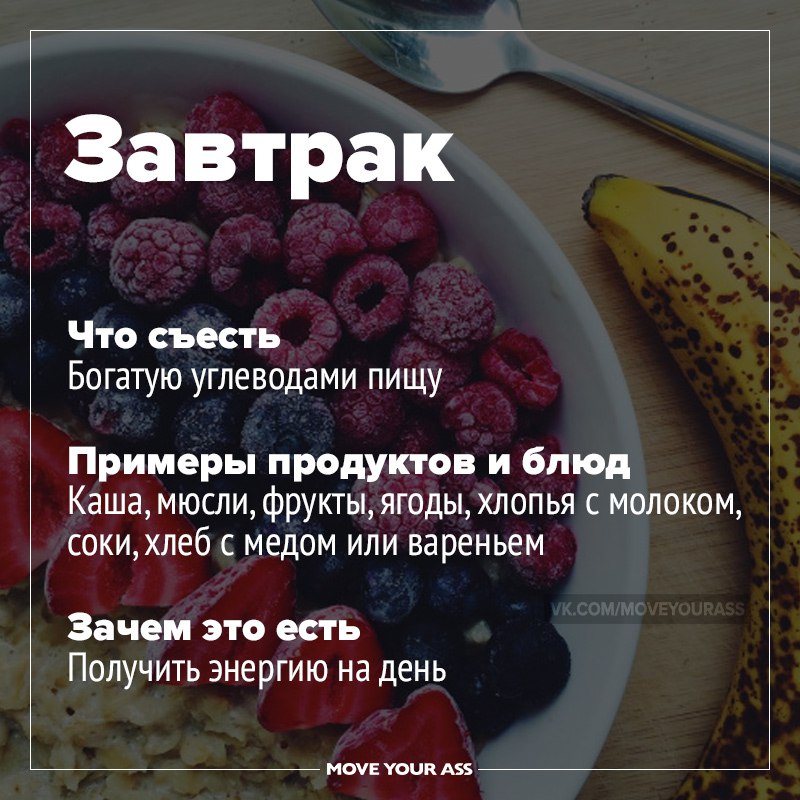 Завтрак
Что съесть
Богатую углеводами пищу
Примеры продуктов и блюд
Каша, мюсли, фрукты, ягоды, хлопья с молоком,
соки, хлеб с медом или вареньем
VK.COM/MOVEYOURASS
Зачем это есть
Получить энергию на день
MOVE YOUR ASS